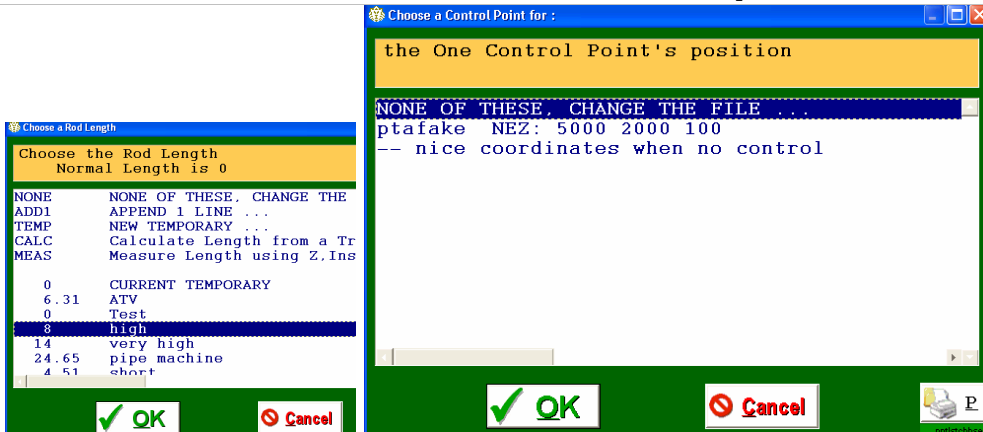 Choose a Rod Length
Choose the Rod Length
Normal Length is 0
NONE NONE OF THESE, CHANGE THE
ADD1 APPEND 1 LINE ...
TEMP NEW TEMPORARY ...
CALC Calculate Length from a Tr
MEAS Measure Length using Z,Ins
0 CURRENT TEMPORARY
6.31 ATV
0 Test
8 high
14 very high
24.65 pipe machine
4.51 short
OK
Cancel
Choose a Control Point for :
the One Control Point's position
NONE OF THESE, CHANGE THE FILE ...
ptafake NEZ: 5000 2000 100
-- nice coordinates when no control
OK
Cancel
P